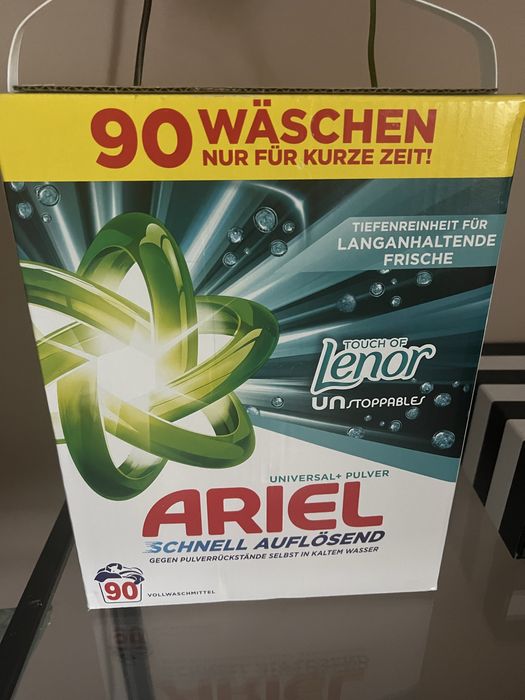 90 WÄSCHEN
NUR FÜR KURZE ZEIT!
TIEFENREINHEIT FÜR
LANGANHALTENDE
FRISCHE
TOUCH OF
Lenor
UNSTOPPABLES
UNIVERSAL+ PULVER
ARIEL
SCHNELL AUFLÖSEND
GEGEN PULVERRÜCKSTÄNDE SELBST IN KALTEM WASSER
90
VOLLWASCHMITTEL